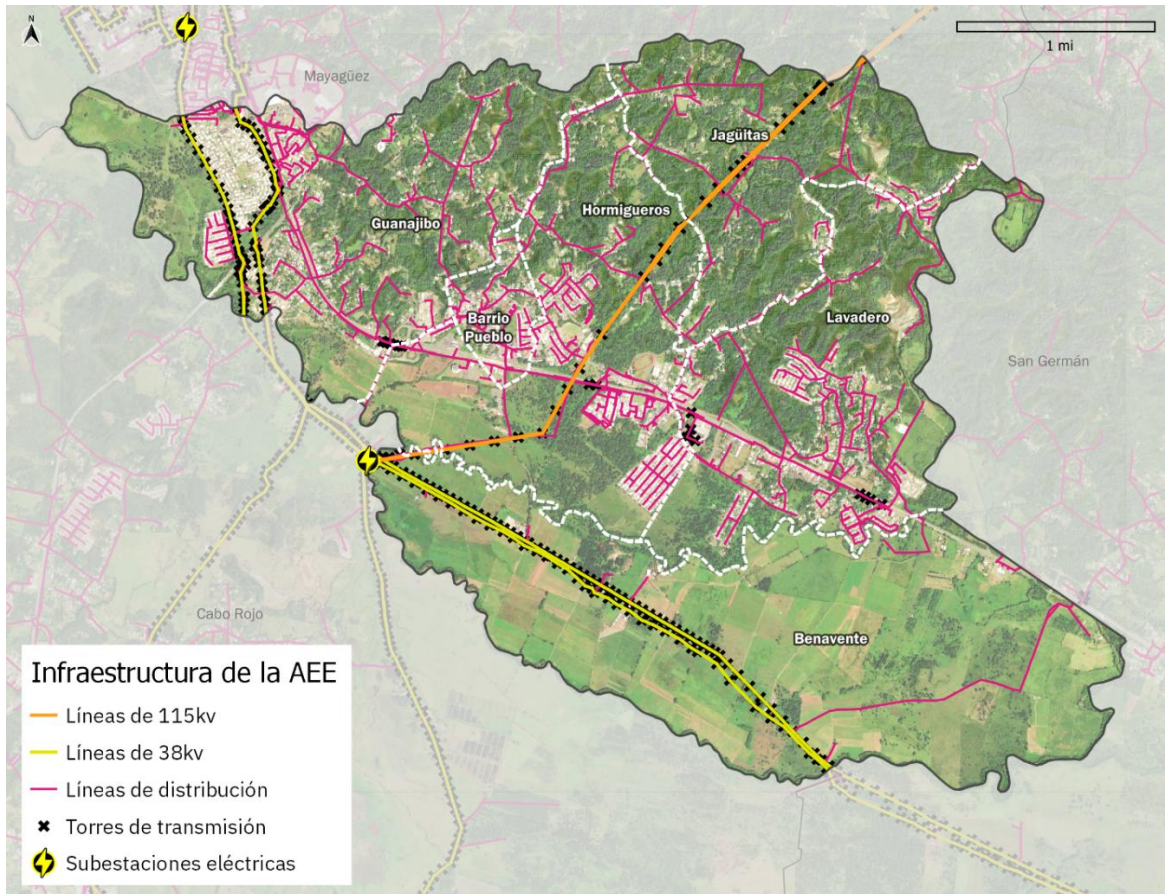 N
1 mi
Mayagüez
Jagüitas
Guanajibo
Hormigueros
Barrio
Pueblo
Lavadero
San Germán
Cabo Rojo
Benavente
Infraestructura de la AEE
Líneas de 115kv
Líneas de 38kv
Líneas de distribución
Torres de transmisión
Subestaciones eléctricas